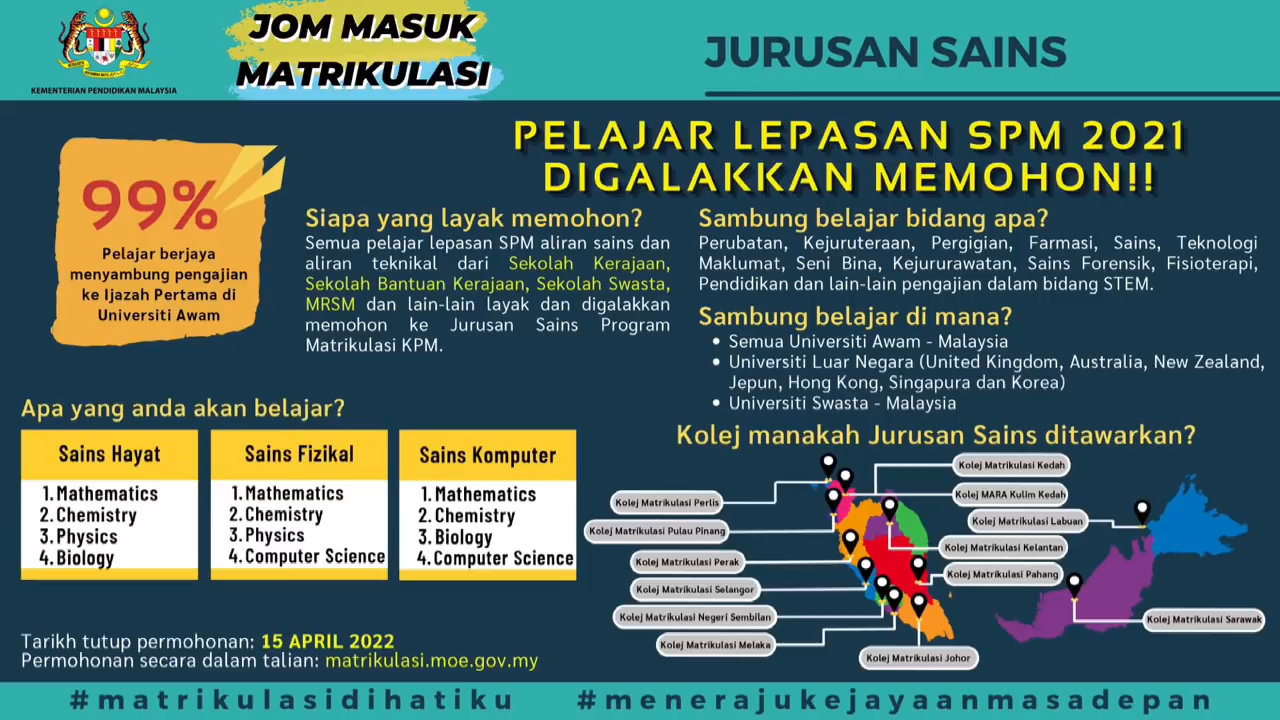 KEMENTERIAN PENDIDIKAN MALAYSIA
JOM MASUK
MATRIKULASI
JURUSAN SAINS
PELAJAR LEPASAN SPM 2021
DIGALAKKAN MEMOHON!!
99%
Pelajar berjaya
menyambung pengajian
ke Ijazah Pertama di
Universiti Awam
Siapa yang layak memohon?
Semua pelajar lepasan SPM aliran sains dan
aliran teknikal dari Sekolah Kerajaan,
Sekolah Bantuan Kerajaan, Sekolah Swasta,
MRSM dan lain-lain layak dan digalakkan
memohon ke Jurusan Sains Program
Matrikulasi KPM.
Sambung belajar bidang apa?
Perubatan, Kejuruteraan, Pergigian, Farmasi, Sains, Teknologi
Maklumat, Seni Bina, Kejururawatan, Sains Forensik, Fisioterapi,
Pendidikan dan lain-lain pengajian dalam bidang STEM.
Sambung belajar di mana?
• Semua Universiti Awam - Malaysia
• Universiti Luar Negara (United Kingdom, Australia, New Zealand,
Jepun, Hong Kong, Singapura dan Korea)
• Universiti Swasta - Malaysia
Apa yang anda akan belajar?
Sains Hayat
1. Mathematics
2. Chemistry
3. Physics
4. Biology
Sains Fizikal
1. Mathematics
2. Chemistry
3. Physics
4. Computer Science
Sains Komputer
1. Mathematics
2. Chemistry
3. Biology
4. Computer Science
Kolej manakah Jurusan Sains ditawarkan?
Kolej Matrikulasi Kedah
Kolej MARA Kulim Kedah
Kolej Matrikulasi Perlis
Kolej Matrikulasi Labuan
Kolej Matrikulasi Pulau Pinang
Kolej Matrikulasi Kelantan
Kolej Matrikulasi Perak
Kolej Matrikulasi Pahang
Kolej Matrikulasi Selangor
Kolej Matrikulasi Negeri Sembilan
Kolej Matrikulasi Sarawak
Kolej Matrikulasi Melaka
Kolej Matrikulasi Johor
Tarikh tutup permohonan: 15 APRIL 2022
Permohonan secara dalam talian: matrikulasi.moe.gov.my
#matrikulasidihatiku
#menerajukejayaanmasadepan